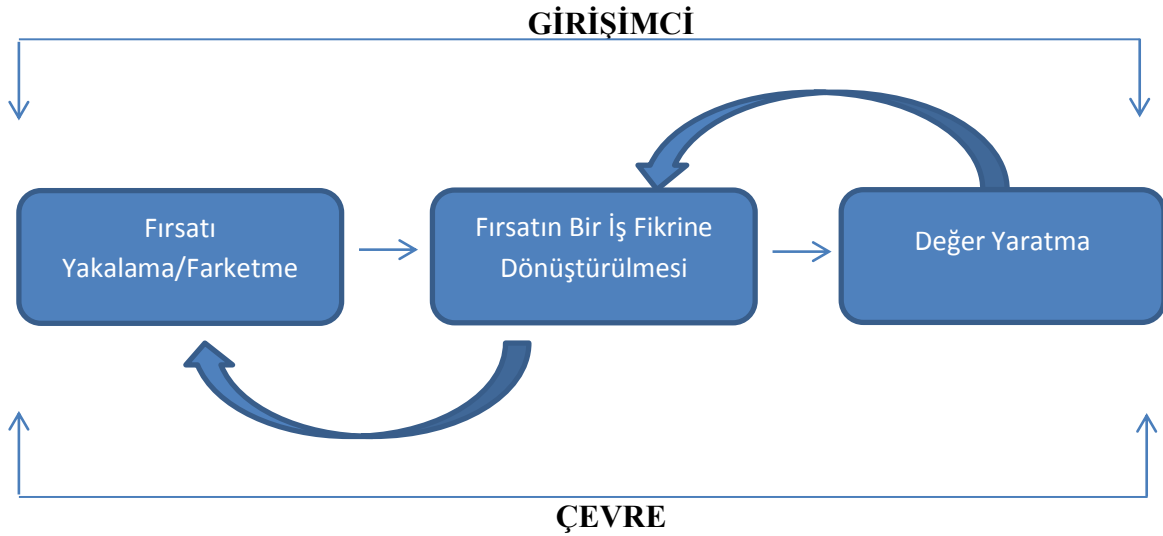 GİRİŞİMCİ
Fırsatı
Yakalama/Farketme
Fırsatın Bir İş Fikrine
Dönüştürülmesi
Değer Yaratma
ÇEVRE